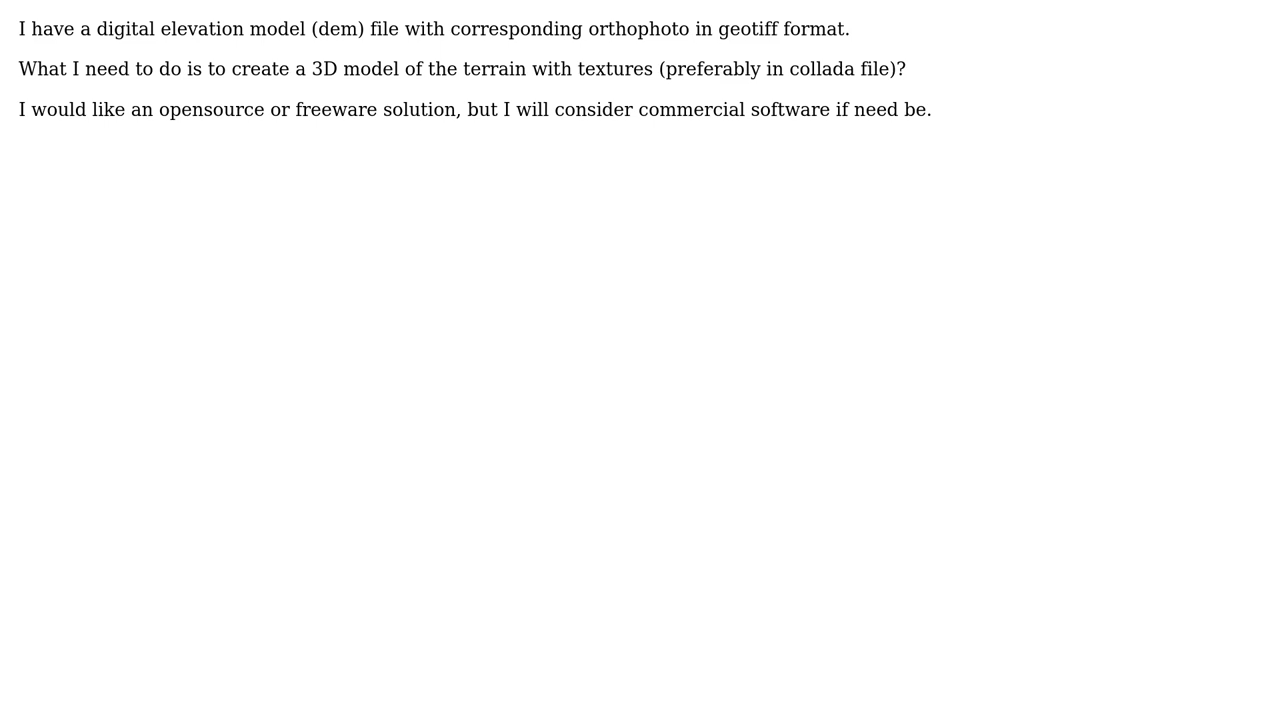 I have a digital elevation model (dem) file with corresponding orthophoto in geotiff format.
What I need to do is to create a 3D model of the terrain with textures (preferably in collada file)?
I would like an opensource or freeware solution, but I will consider commercial software if need be.